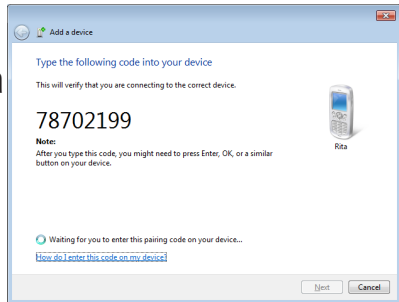 Add a device
Type the following code into your device
This will verify that you are connecting to the correct device.
78702199
Note:
After you type this code, you might need to press Enter, OK, or a similar
button on your device.
Rita
Waiting for you to enter this pairing code on your device...
How do I enter this code on my device?
Next Cancel